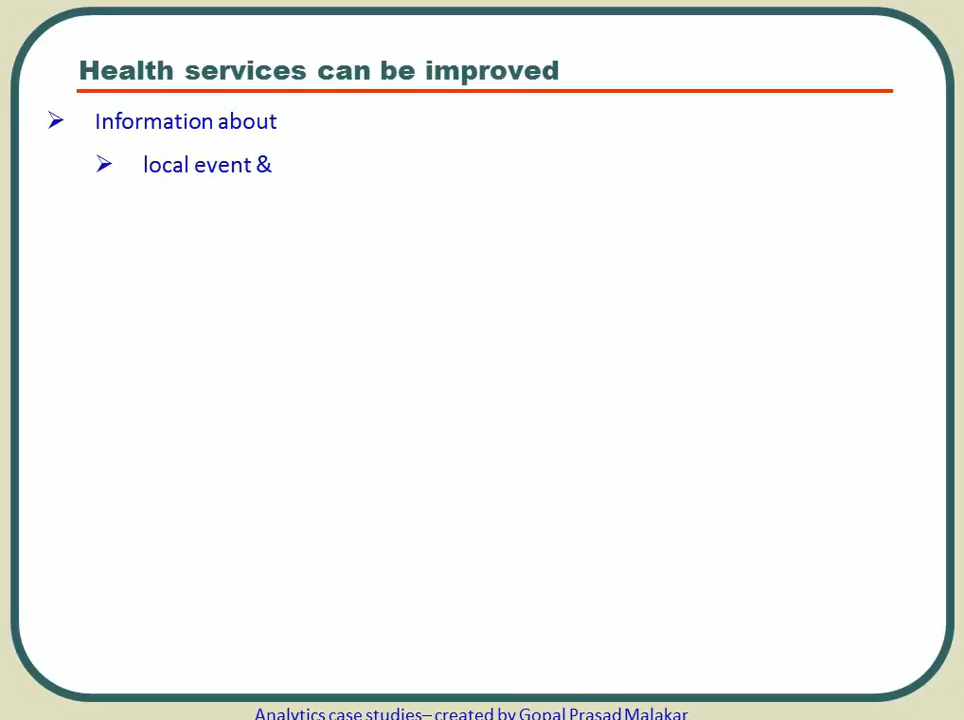 Health services can be improved
Information about
local event &
Analytics case studies– created by Gopal Prasad Malakar